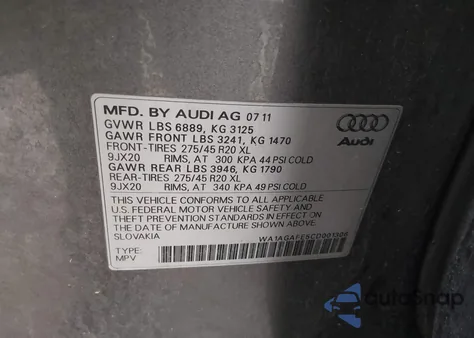 MFD. BY AUDI AG 07 11
GVWR LBS 6889, KG 3125
GAWR FRONT LBS 3241, KG 1470
FRONT-TIRES 275/45 R20 XL
9JX20 RIMS, AT 300 KPA 44 PSI COLD
GAWR REAR LBS 3946, KG 1790
REAR-TIRES 275/45 R20 XL
9JX20 RIMS, AT 340 KPA 49 PSI COLD
Audi
THIS VEHICLE CONFORMS TO ALL APPLICABLE
U.S. FEDERAL MOTOR VEHICLE SAFETY AND
THEFT PREVENTION STANDARDS IN EFFECT ON
THE DATE OF MANUFACTURE SHOWN ABOVE.
SLOVAKIA
TYPE:
MPV
autoSnap